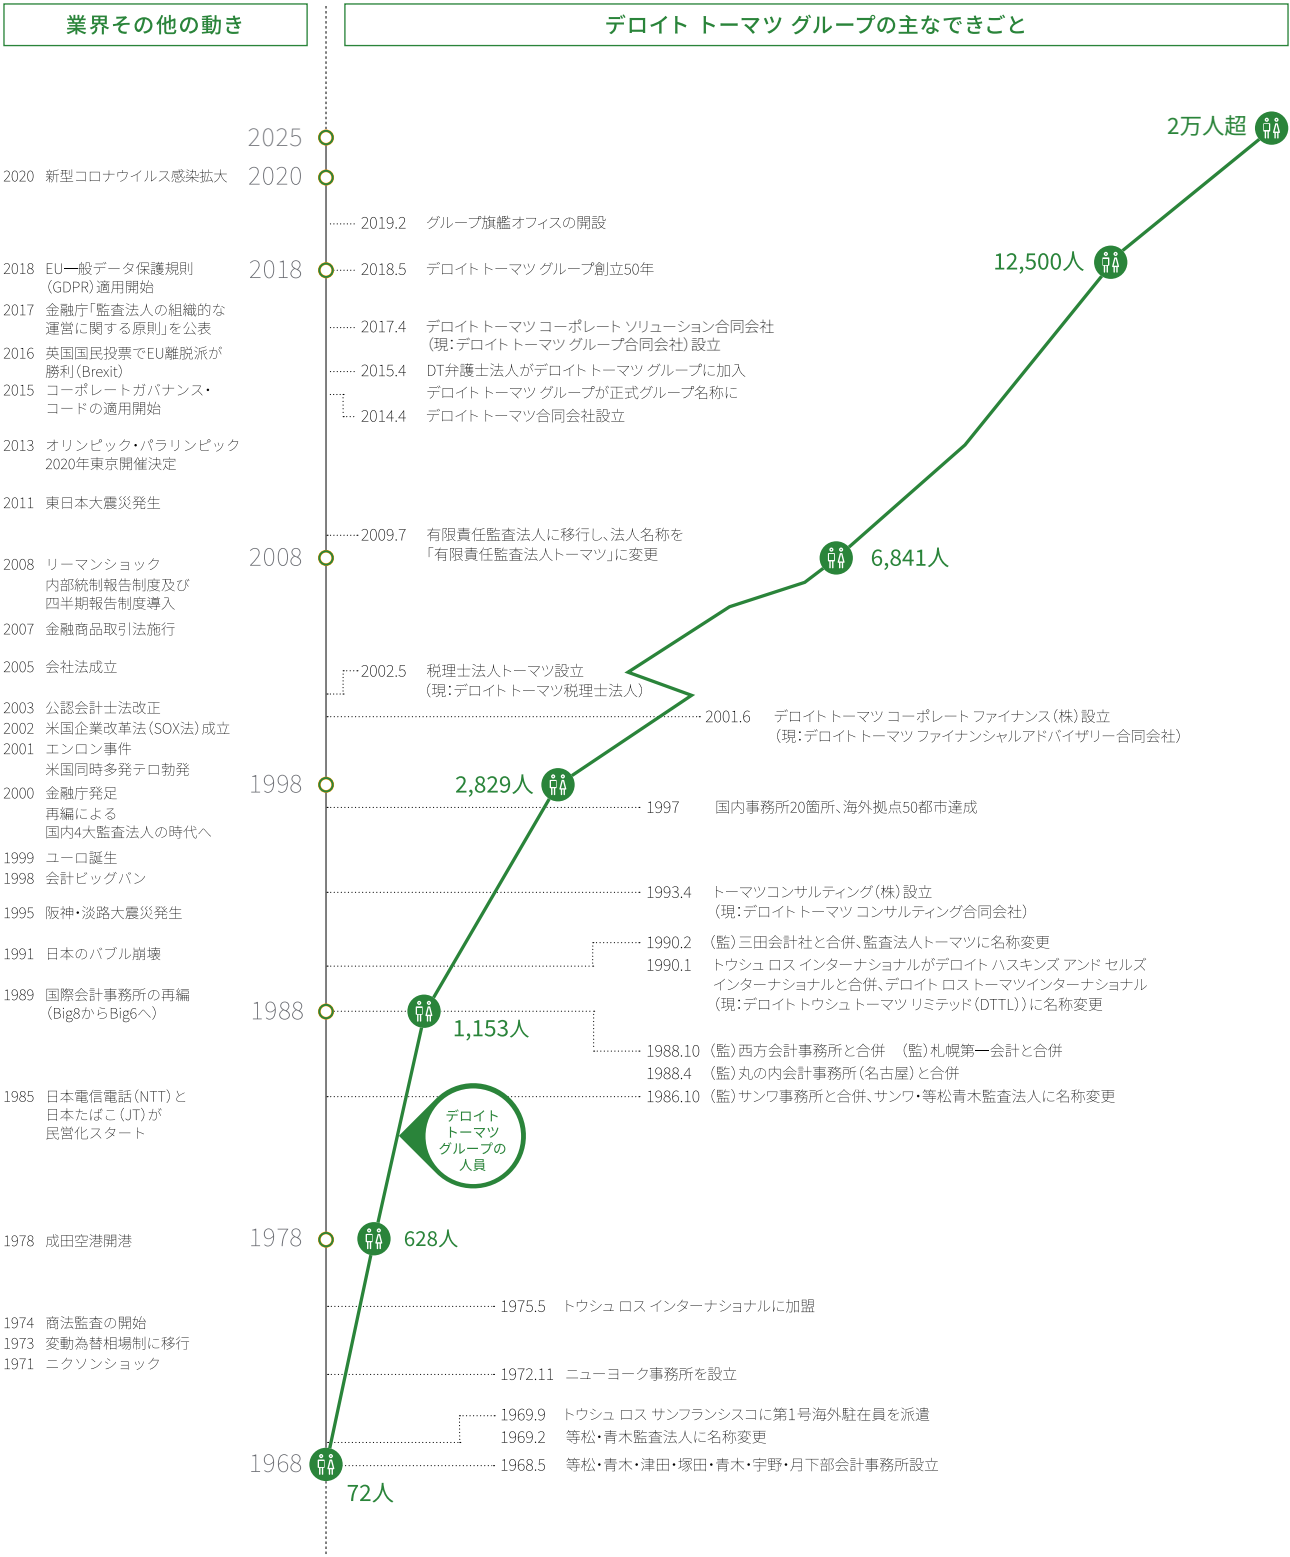 業界その他の動き
デロイト トーマツ グループの主なできごと
2025
2万人超
2020 新型コロナウイルス感染拡大
2020
2019.2 グループ旗艦オフィスの開設
12,500人
2018 EU一般データ保護規則
（GDPR）適用開始
2018
2018.5 デロイト トーマツ グループ創立50年
2017 金融庁「監査法人の組織的な
運営に関する原則」を公表
2017.4 デロイト トーマツ コーポレート ソリューション合同会社
（現：デロイト トーマツ グループ合同会社）設立
2016 英国国民投票でEU離脱派が
勝利（Brexit）
2015.4 DT弁護士法人がデロイト トーマツ グループに加入
デロイト トーマツ グループが正式グループ名称に
2015 コーポレートガバナンス・
コードの適用開始
2014.4 デロイト トーマツ合同会社設立
2013 オリンピック・パラリンピック
2020年東京開催決定
2011 東日本大震災発生
2009.7 有限責任監査法人に移行し、法人名称を
「有限責任監査法人トーマツ」に変更
2008
6,841人
2008 リーマンショック
内部統制報告制度及び
四半期報告制度導入
2007 金融商品取引法施行
2005 会社法成立
2002.5 税理士法人トーマツ設立
（現：デロイト トーマツ税理士法人）
2003 公認会計士法改正
2002 米国企業改革法（SOX法）成立
2001 エンロン事件
米国同時多発テロ勃発
2001.6 デロイト トーマツ コーポレート ファイナンス（株）設立
（現：デロイト トーマツ ファイナンシャルアドバイザリー合同会社）
1998
2,829人
2000 金融庁発足
再編による
国内4大監査法人の時代へ
1997 国内事務所20箇所、海外拠点50都市達成
1999 ユーロ誕生
1998 会計ビッグバン
1995 阪神・淡路大震災発生
1993.4 トーマツコンサルティング（株）設立
（現：デロイト トーマツ コンサルティング合同会社）
1991 日本のバブル崩壊
1990.2 （監）三田会計社と合併、監査法人トーマツに名称変更
1990.1 トウシュ ロス インターナショナルがデロイト ハスキンズ アンド セルズ
インターナショナルと合併、デロイト ロス トーマツインターナショナル
（現：デロイト トウシュ トーマツ リミテッド（DTTL））に名称変更
1989 国際会計事務所の再編
（Big8からBig6へ）
1988
1,153人
1988.10 （監）西方会計事務所と合併 （監）札幌第一会計と合併
1988.4 （監）丸の内会計事務所（名古屋）と合併
1986.10 （監）サンワ事務所と合併、サンワ・等松青木監査法人に名称変更
1985 日本電信電話（NTT）と
日本たばこ（JT）が
民営化スタート
デロイト
トーマツ
グループの
人員
1978
628人
1978 成田空港開港
1975.5 トウシュ ロス インターナショナルに加盟
1974 商法監査の開始
1973 変動為替相場制に移行
1971 ニクソンショック
1972.11 ニューヨーク事務所を設立
1969.9 トウシュ ロス サンフランシスコに第1号海外駐在員を派遣
1969.2 等松・青木監査法人に名称変更
1968
1968.5 等松・青木・津田・塚田・青木・宇野・月下部会計事務所設立
72人